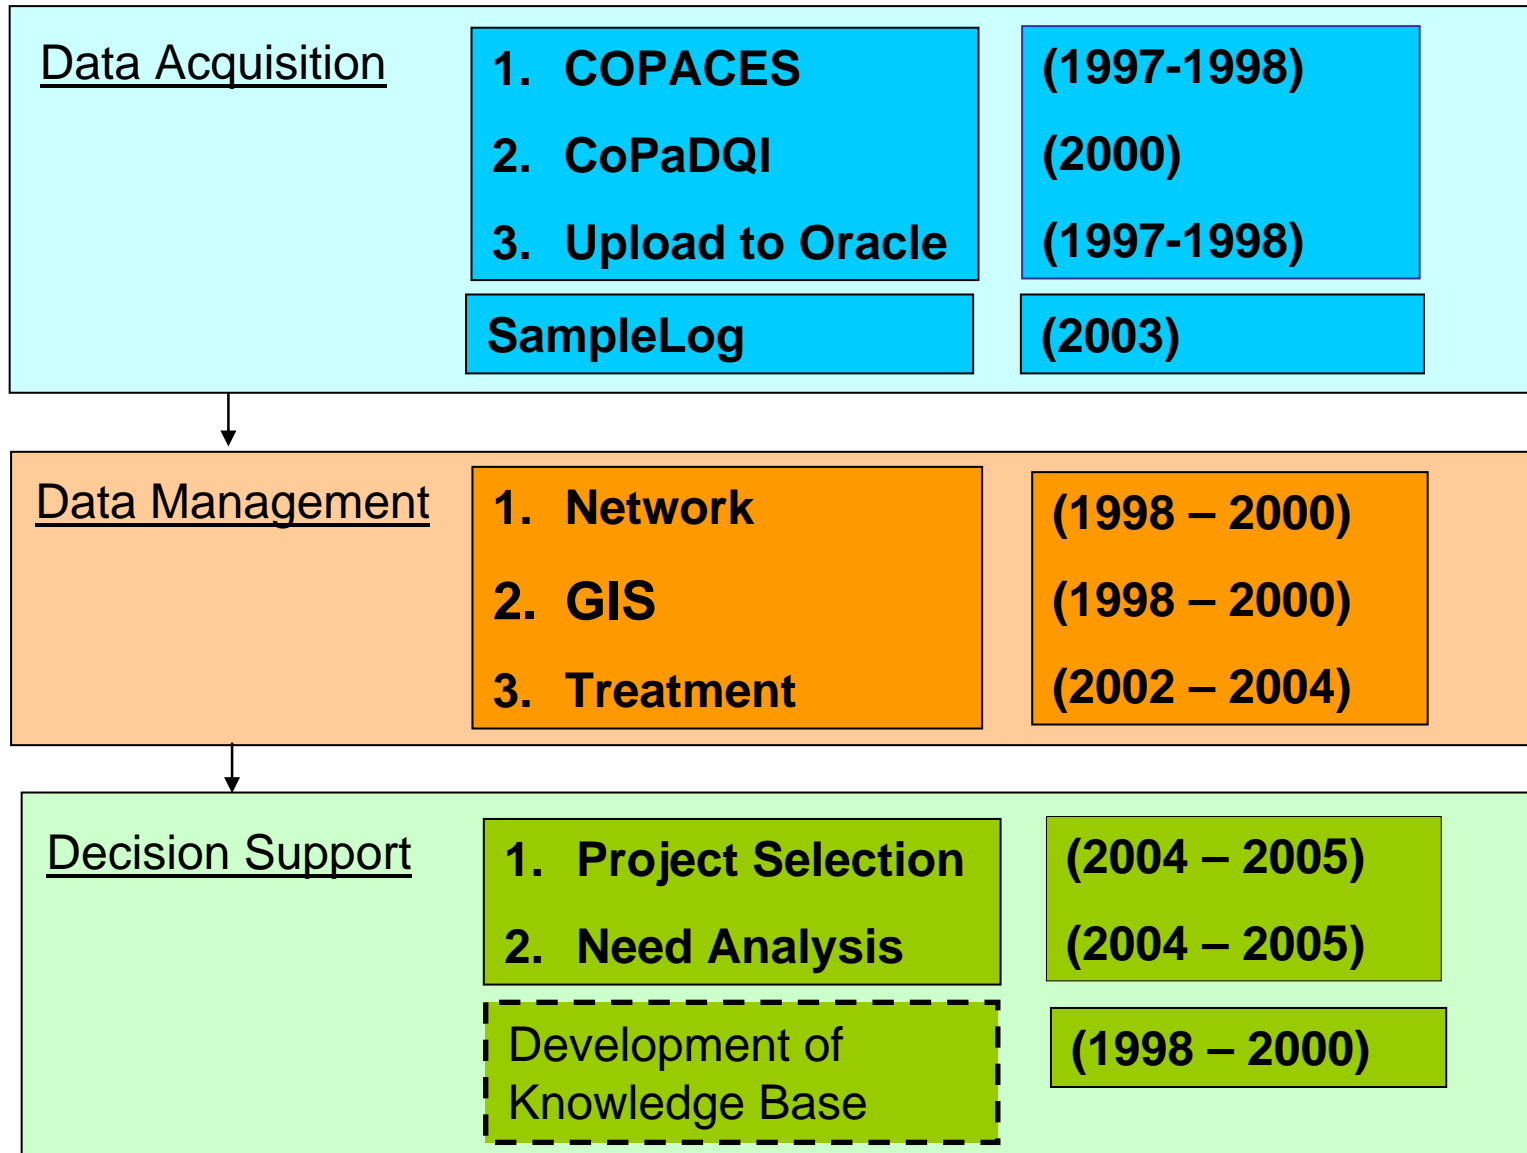 Data Acquisition
1. COPACES (1997-1998)
2. CoPaDQI (2000)
3. Upload to Oracle (1997-1998)
SampleLog (2003)
Data Management
1. Network (1998 – 2000)
2. GIS (1998 – 2000)
3. Treatment (2002 – 2004)
Decision Support
1. Project Selection (2004 – 2005)
2. Need Analysis (2004 – 2005)
Development of
Knowledge Base
(1998 – 2000)